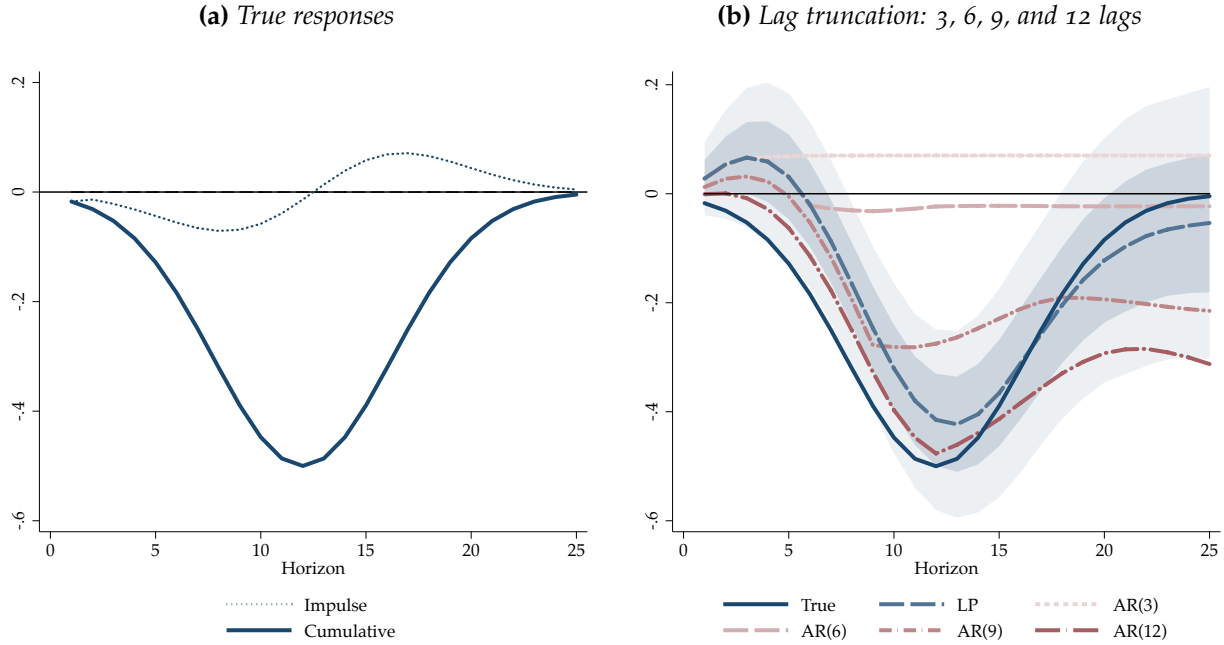 (a) True responses
.2
0
-.2
-.4
-.6
0 5 10 15 20 25
Horizon
Impulse
Cumulative
(b) Lag truncation: 3, 6, 9, and 12 lags
.2
0
-.2
-.4
-.6
0 5 10 15 20 25
Horizon
True LP AR(3)
AR(6) AR(9) AR(12)